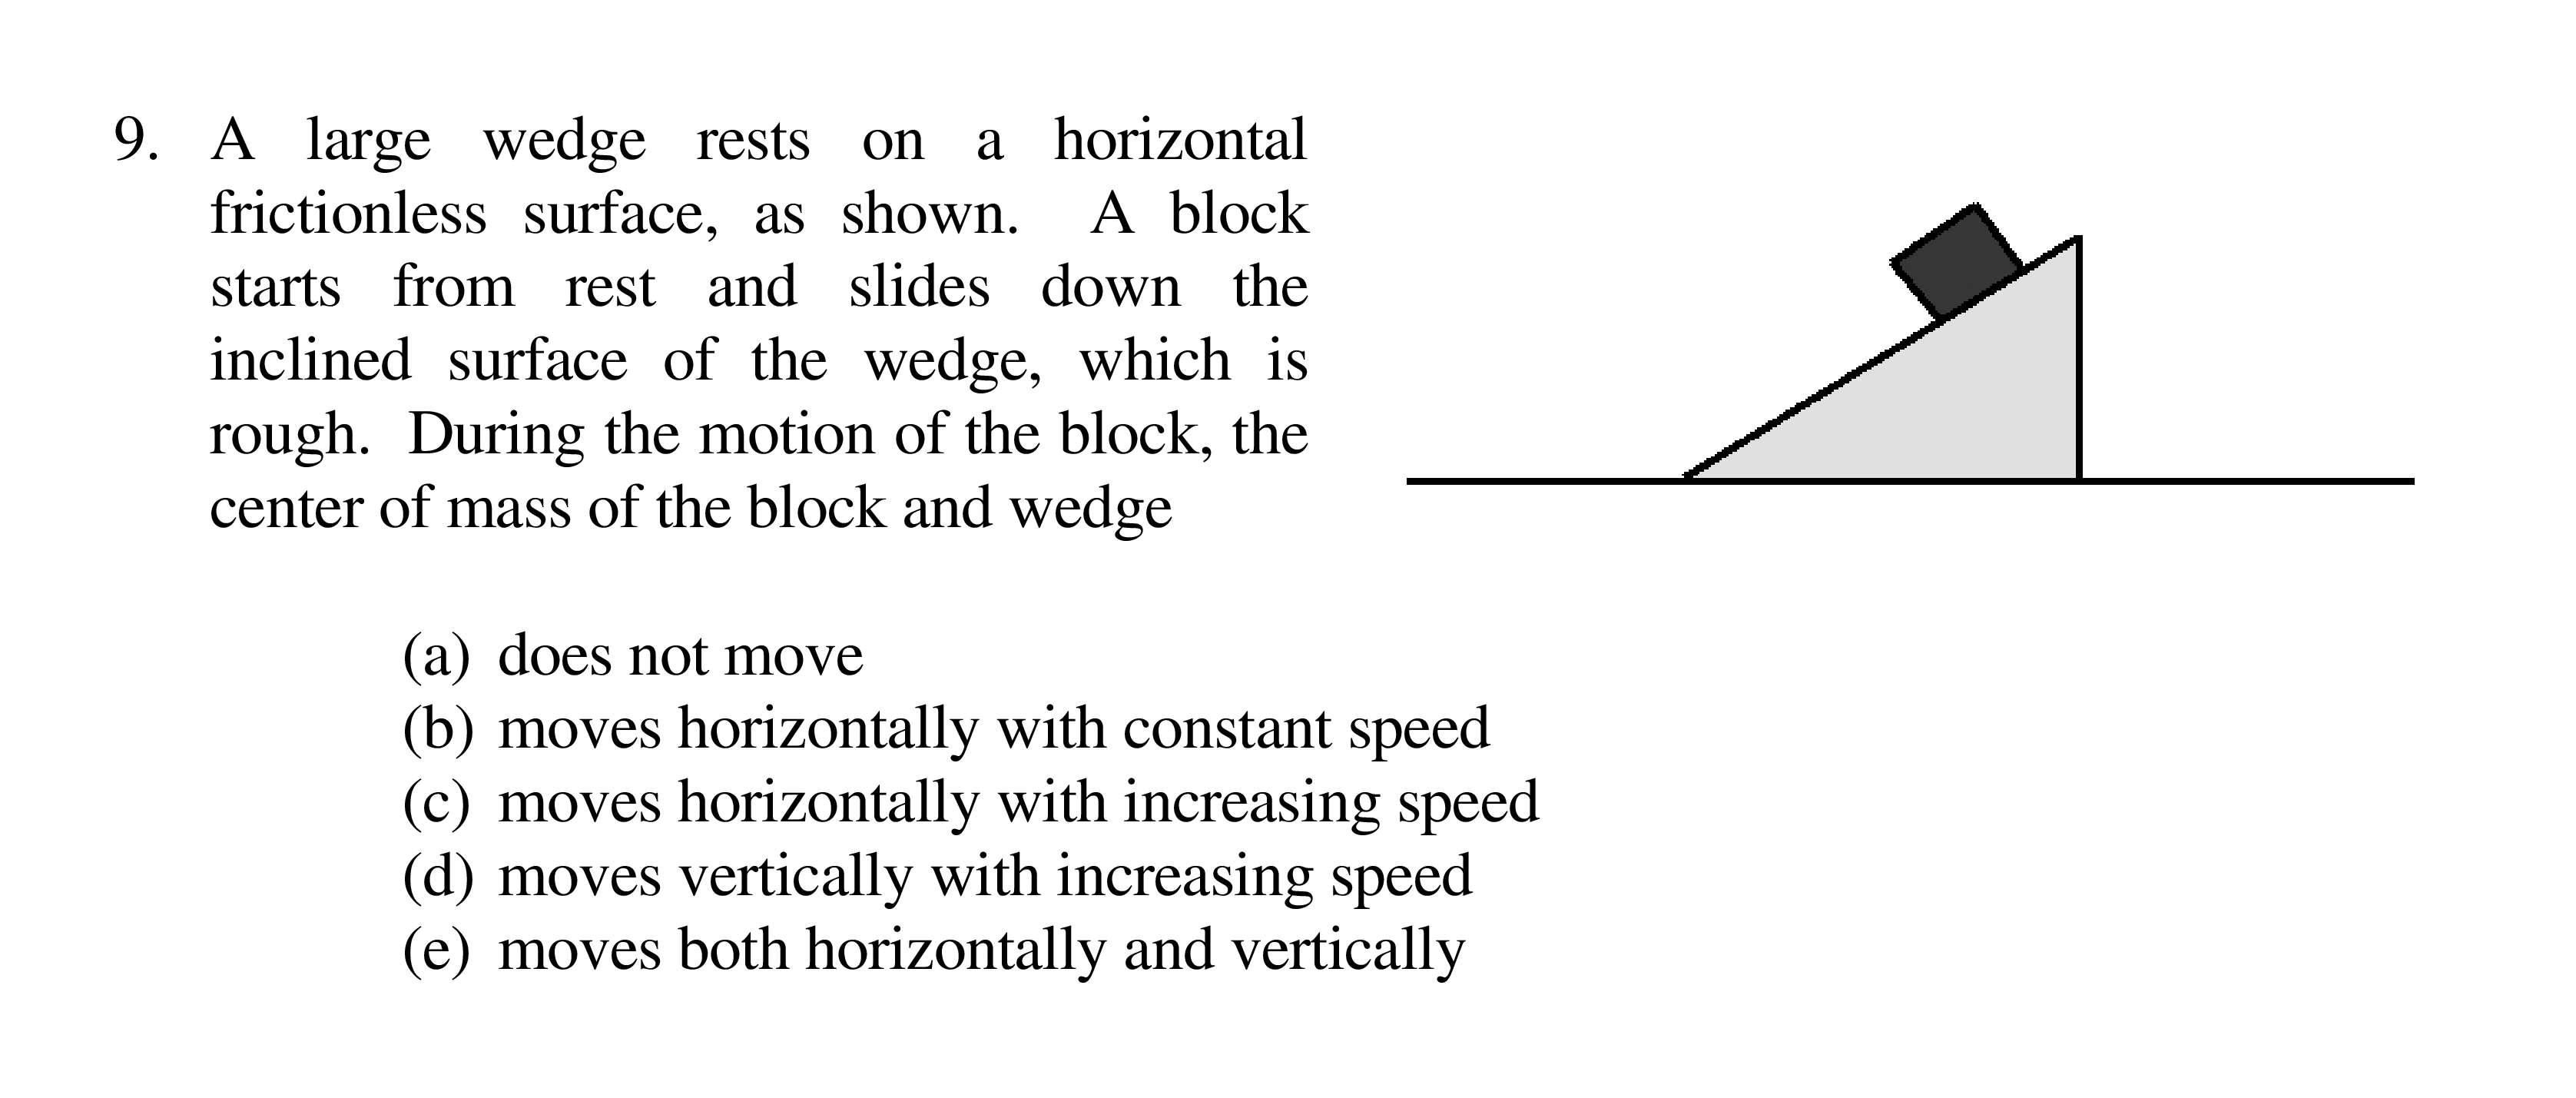 9. A large wedge rests on a horizontal
frictionless surface, as shown. A block
starts from rest and slides down the
inclined surface of the wedge, which is
rough. During the motion of the block, the
center of mass of the block and wedge
(a) does not move
(b) moves horizontally with constant speed
(c) moves horizontally with increasing speed
(d) moves vertically with increasing speed
(e) moves both horizontally and vertically